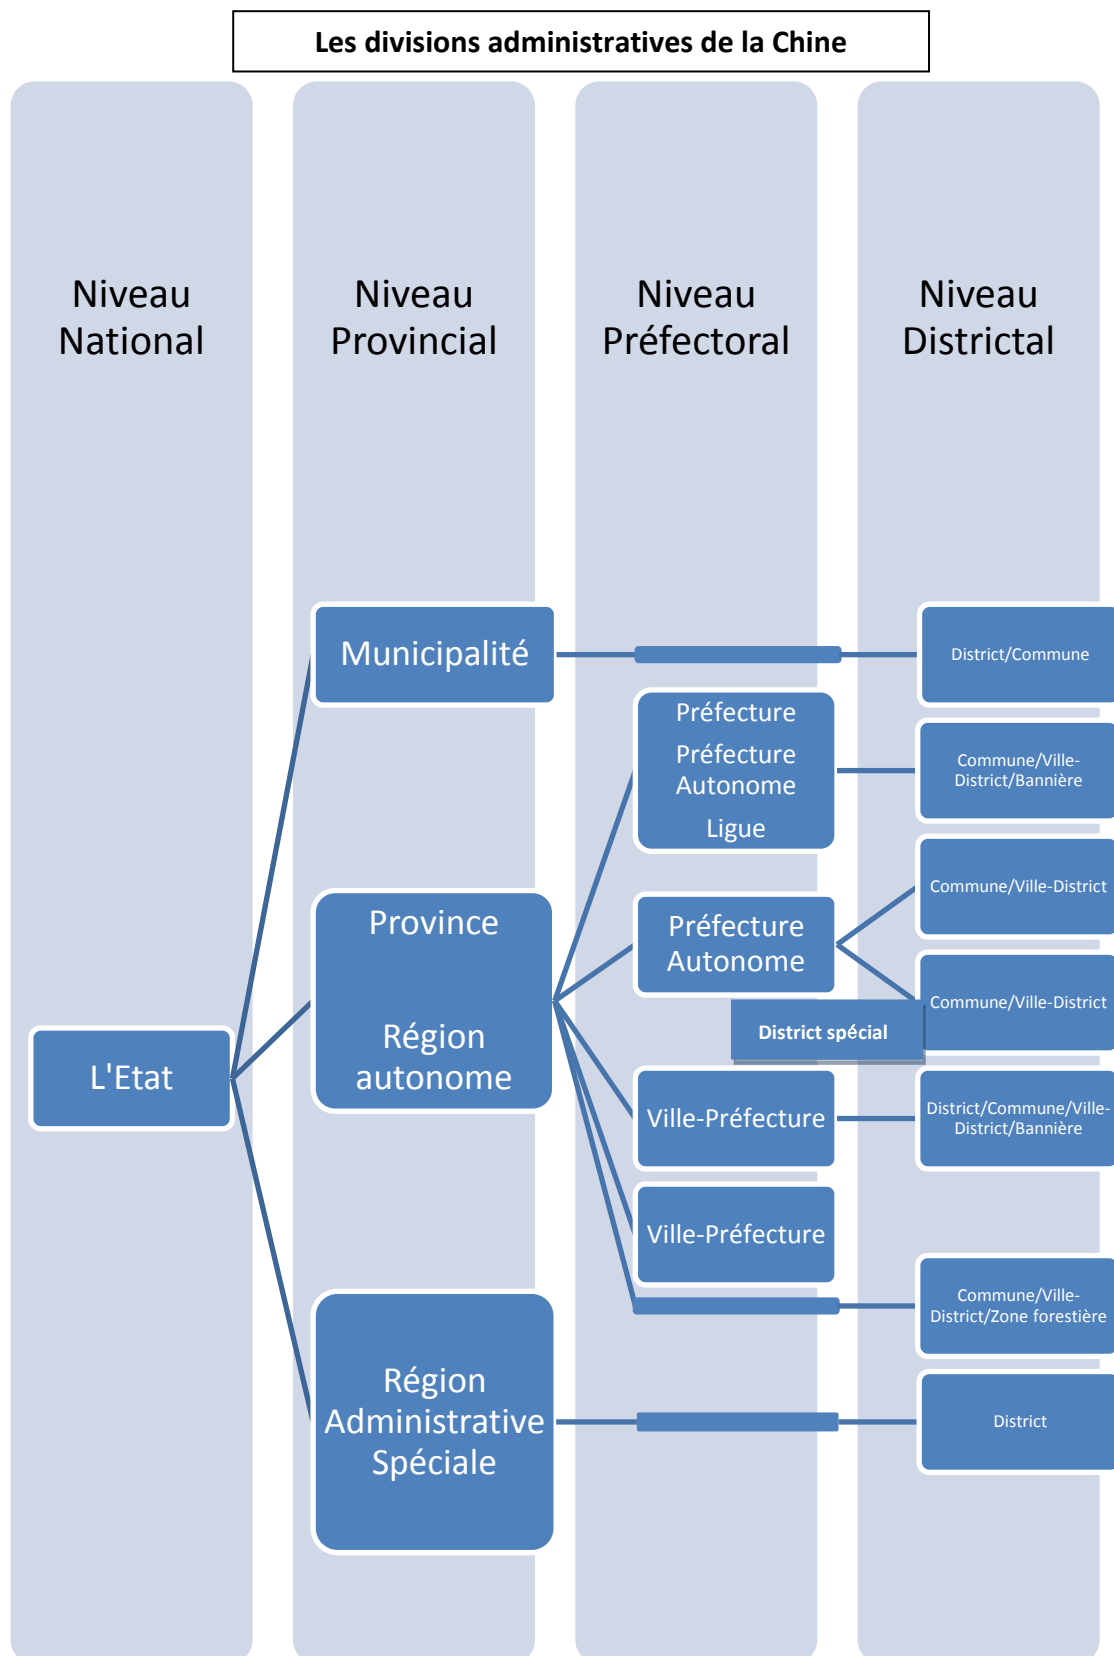 Les divisions administratives de la Chine
Niveau
National
Niveau
Provincial
Niveau
Préfectoral
Niveau
Districtal
L'Etat
Municipalité
Province
Région
autonome
Région
Administrative
Spéciale
Préfecture
Préfecture
Autonome
Ligue
Préfecture
Autonome
District spécial
Ville-Préfecture
Ville-Préfecture
District/Commune
Commune/Ville-
District/Bannière
Commune/Ville-District
Commune/Ville-District
District/Commune/Ville-
District/Bannière
Commune/Ville-
District/Zone forestière
District